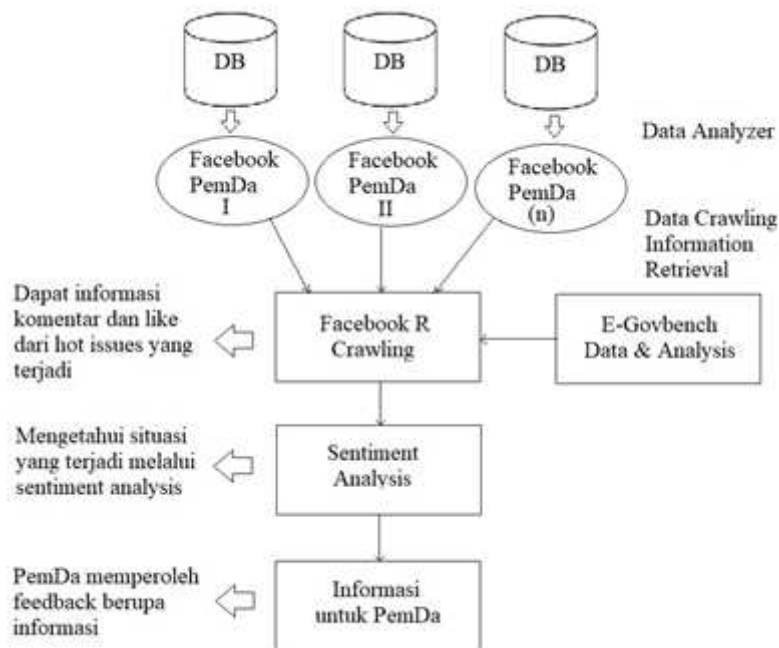 DB
DB
DB
Data Analyzer
Facebook
PemDa
I
Facebook
PemDa
II
Facebook
PemDa
(n)
Data Crawling
Information
Retrieval
Dapat informasi
komentar dan like
dari hot issues yang
terjadi
Facebook R
Crawling
E-Govbench
Data & Analysis
Mengetahui situasi
yang terjadi melalui
sentiment analysis
Sentiment
Analysis
PemDa memperoleh
feedback berupa
informasi
Informasi
untuk PemDa